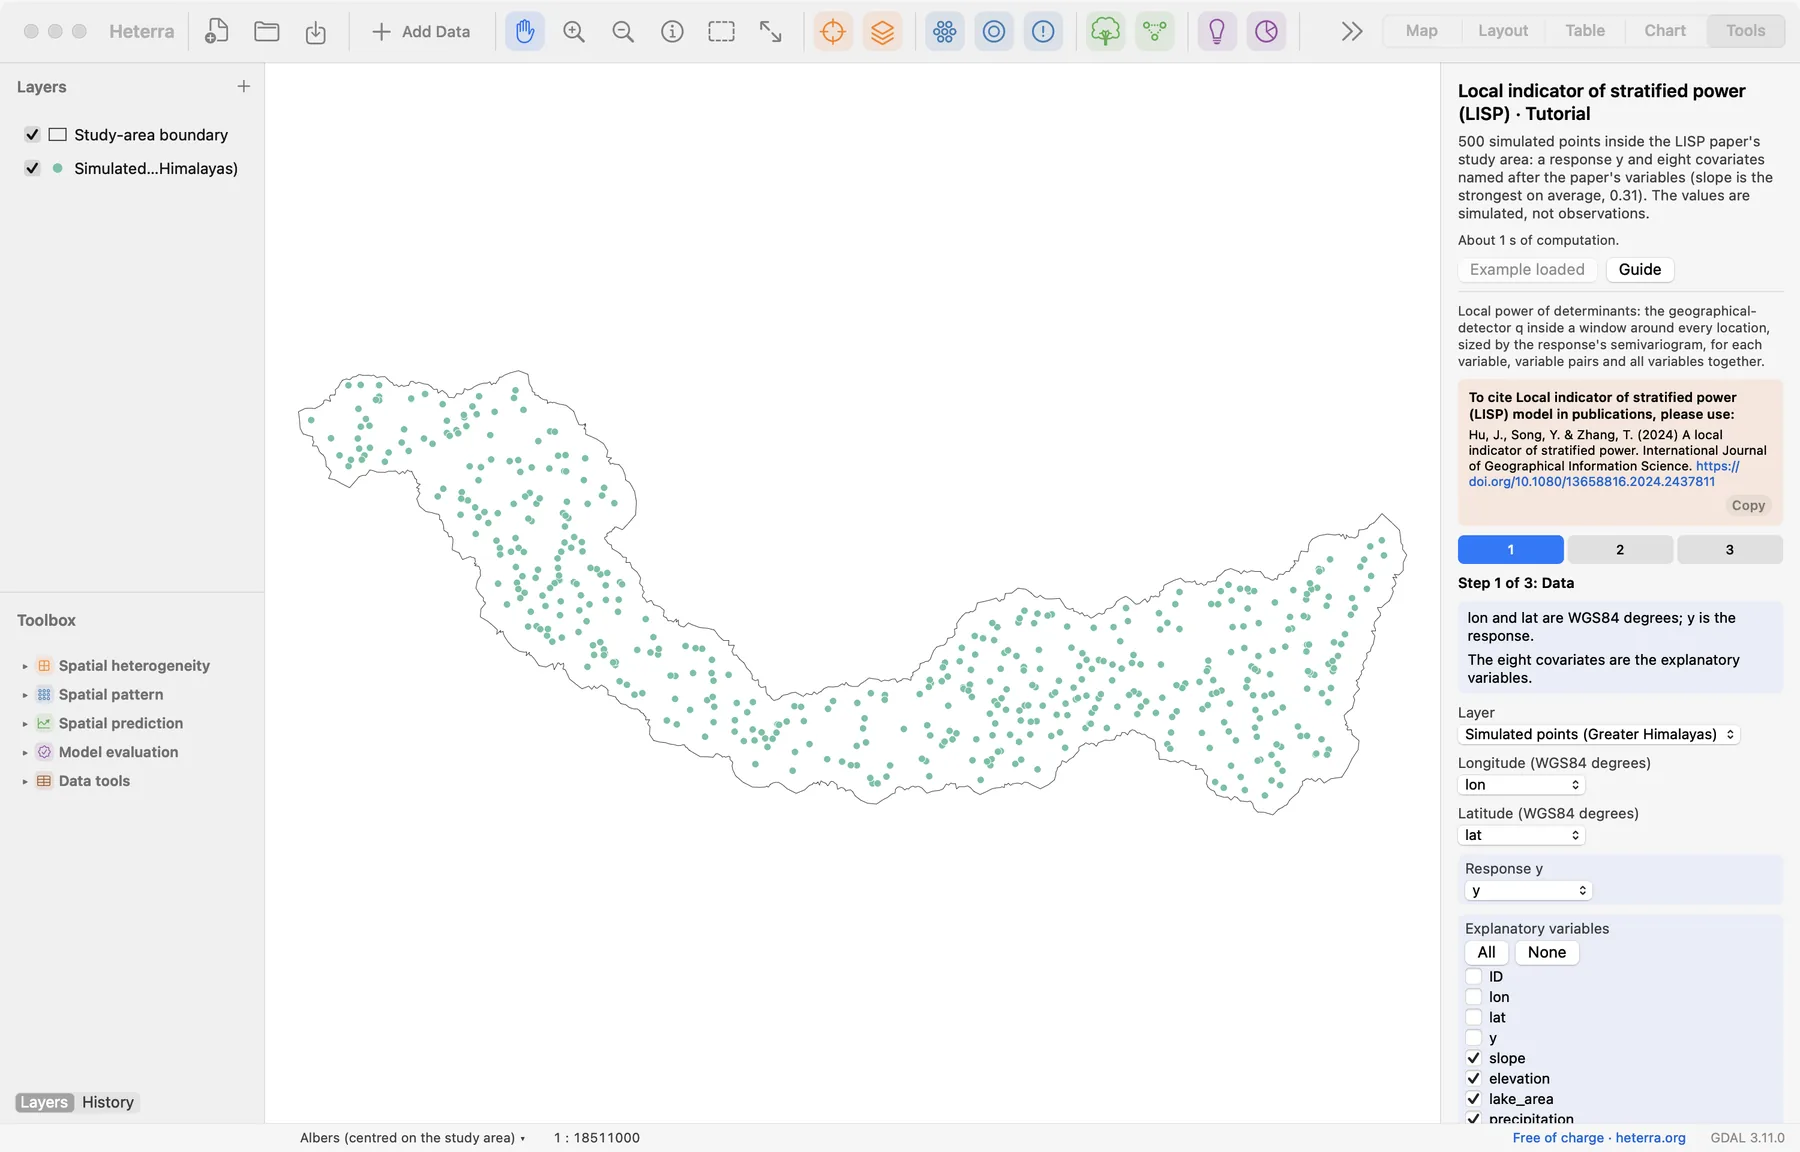 Heterra
Add Data
Map
Layout
Table
Chart
Tools
Layers
Study-area boundary
Simulated...Himalayas)
Toolbox
Spatial heterogeneity
Spatial pattern
Spatial prediction
Model evaluation
Data tools
Layers
History
Local indicator of stratified power
(LISP) · Tutorial
500 simulated points inside the LISP paper's
study area: a response y and eight covariates
named after the paper's variables (slope is the
strongest on average, 0.31). The values are
simulated, not observations.
About 1 s of computation.
Example loaded
Guide
Local power of determinants: the geographical-
detector q inside a window around every location,
sized by the response's semivariogram, for each
variable, variable pairs and all variables together.
To cite Local indicator of stratified power
(LISP) model in publications, please use:
Hu, J., Song, Y. & Zhang, T. (2024) A local
indicator of stratified power. International Journal
of Geographical Information Science. https://
doi.org/10.1080/13658816.2024.2437811
Copy
1
2
3
Step 1 of 3: Data
lon and lat are WGS84 degrees; y is the
response.
The eight covariates are the explanatory
variables.
Layer
Simulated points (Greater Himalayas)
Longitude (WGS84 degrees)
lon
Latitude (WGS84 degrees)
lat
Response y
y
Explanatory variables
All
None
ID
lon
lat
y
slope
elevation
lake_area
precipitation
Albers (centred on the study area)
1 : 18511000
Free of charge · heterra.org
GDAL 3.11.0